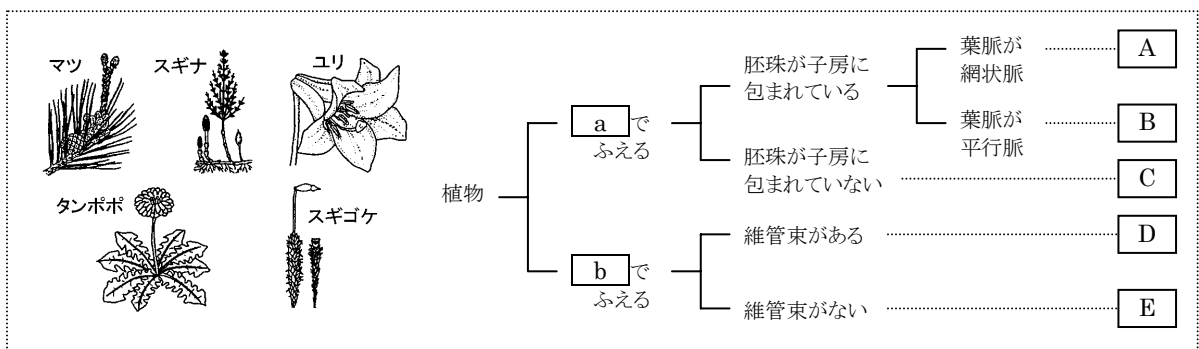 マツ
スギナ
ユリ
タンポポ
スギゴケ
植物
aで
ふえる
胚珠が子房に
包まれている
葉脈が
網状脈
A
葉脈が
平行脈
B
胚珠が子房に
包まれていない
C
bで
ふえる
維管束がある
D
維管束がない
E